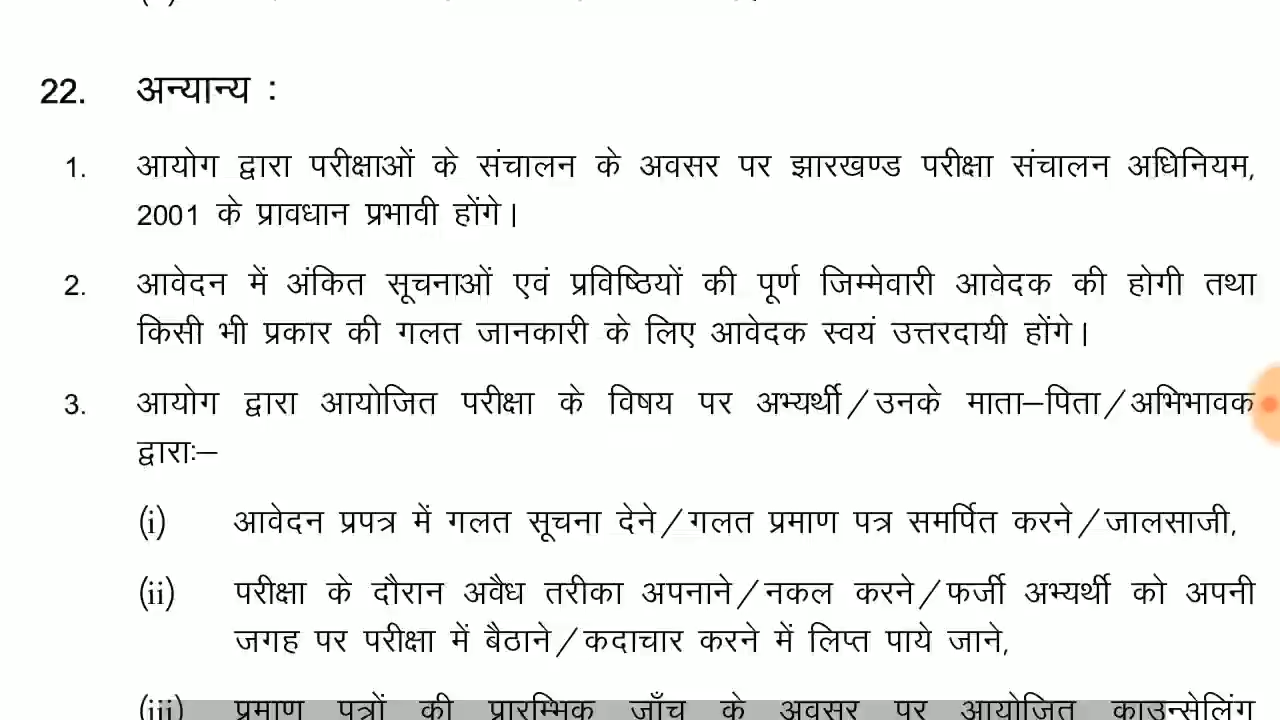 22. अन्यान्य :
1. आयोग द्वारा परीक्षाओं के संचालन के अवसर पर झारखण्ड परीक्षा संचालन अधिनियम,
2001 के प्रावधान प्रभावी होंगे।
2. आवेदन में अंकित सूचनाओं एवं प्रविष्ठियों की पूर्ण जिम्मेवारी आवेदक की होगी तथा
किसी भी प्रकार की गलत जानकारी के लिए आवेदक स्वयं उत्तरदायी होंगे।
3. आयोग द्वारा आयोजित परीक्षा के विषय पर अभ्यर्थी/उनके माता–पिता/अभिभावक
द्वाराः–
(i) आवेदन प्रपत्र में गलत सूचना देने/गलत प्रमाण पत्र समर्पित करने/जालसाजी,
(ii) परीक्षा के दौरान अवैध तरीका अपनाने/नकल करने/फर्जी अभ्यर्थी को अपनी
जगह पर परीक्षा में बैठाने/कदाचार करने में लिप्त पाये जाने,
(iii) प्रमाण पत्रों की प्रारम्भिक जाँच के अवसर पर आयोजित काउन्सेलिंग